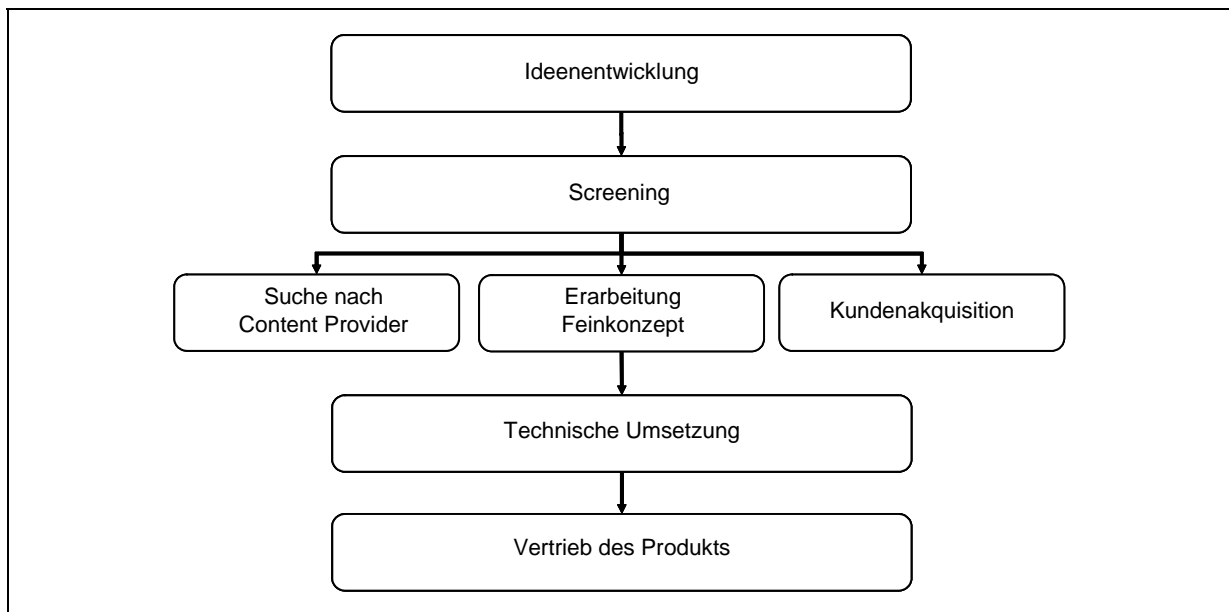 Ideenentwicklung
Screening
Suche nach
Content Provider
Erarbeitung
Feinkonzept
Kundenakquisition
Technische Umsetzung
Vertrieb des Produkts